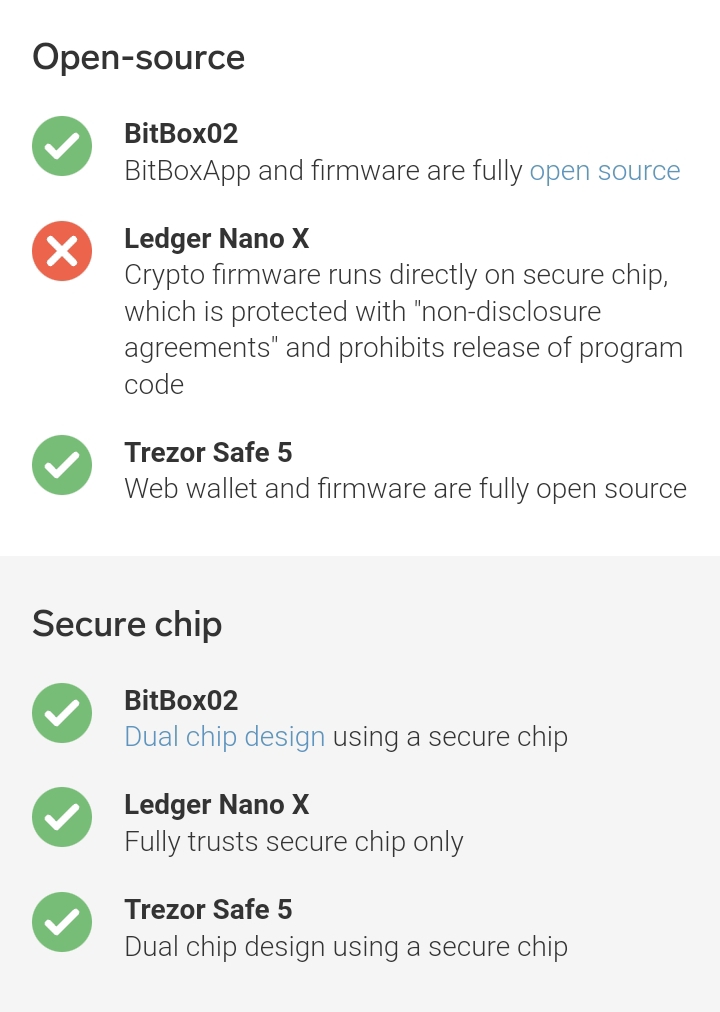 Open-source
BitBox02
BitBoxApp and firmware are fully open source
Ledger Nano X
Crypto firmware runs directly on secure chip,
which is protected with "non-disclosure
agreements" and prohibits release of program
code
Trezor Safe 5
Web wallet and firmware are fully open source
Secure chip
BitBox02
Dual chip design using a secure chip
Ledger Nano X
Fully trusts secure chip only
Trezor Safe 5
Dual chip design using a secure chip